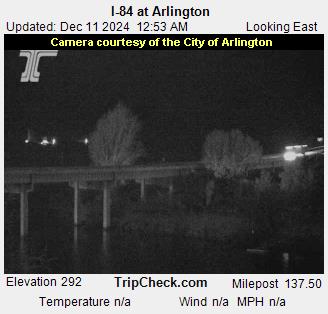 I-84 at Arlington
Updated: Dec 11 2024 12:53 AM Looking East
Camera courtesy of the City of Arlington
Elevation 292 TripCheck.com Milepost 137.50
Temperature n/a Wind n/a MPH n/a